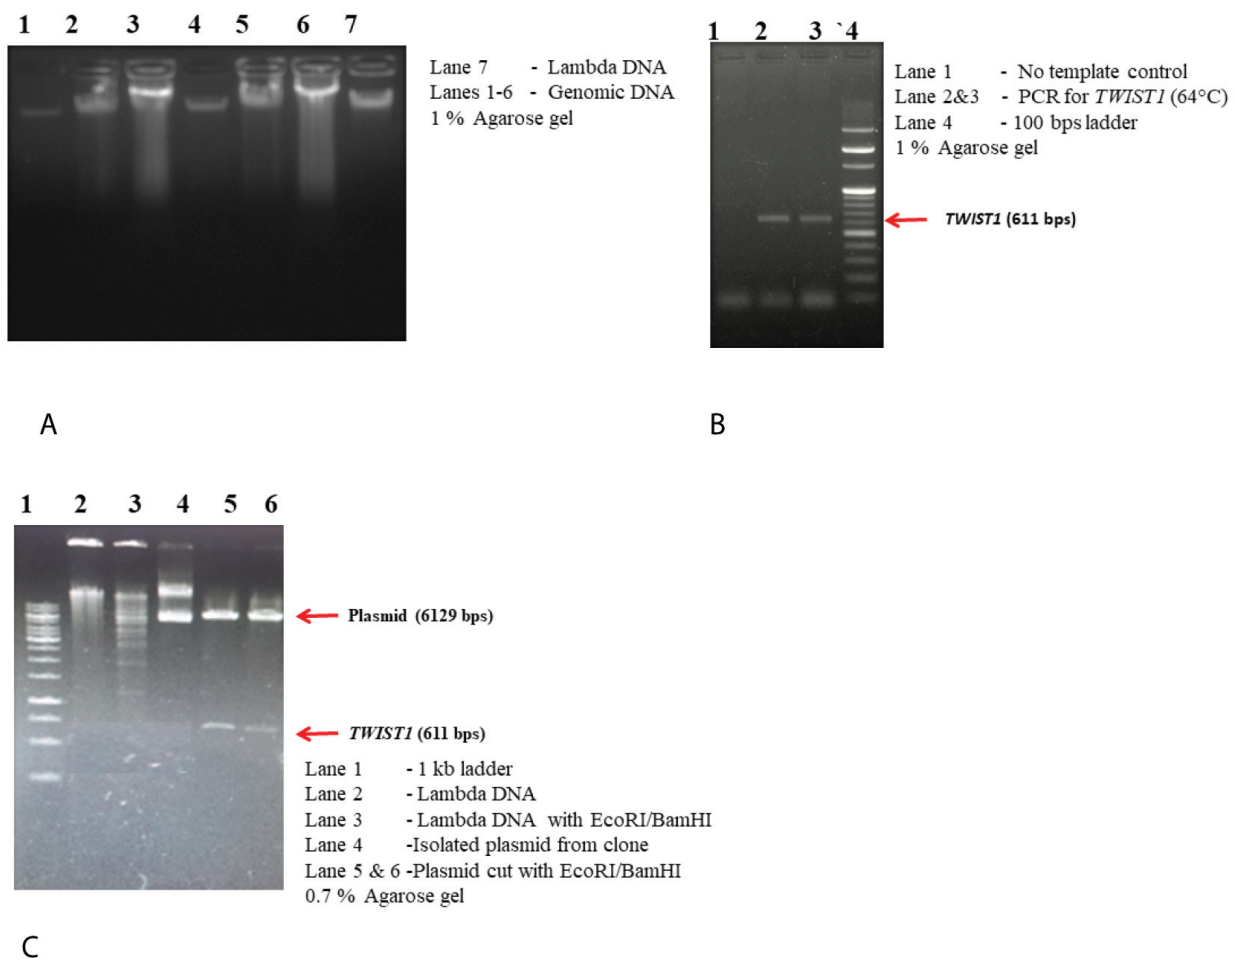 1 2 3 4 5 6 7
Lane 7 - Lambda DNA
Lanes 1-6 - Genomic DNA
1 % Agarose gel
A
1 2 3 `4
Lane 1 - No template control
Lane 2&3 - PCR for TWIST1 (64°C)
Lane 4 - 100 bps ladder
1 % Agarose gel
TWIST1 (611 bps)
B
1 2 3 4 5 6
Plasmid (6129 bps)
TWIST1 (611 bps)
Lane 1 - 1 kb ladder
Lane 2 - Lambda DNA
Lane 3 - Lambda DNA with EcoRI/BamHI
Lane 4 -Isolated plasmid from clone
Lane 5 & 6 -Plasmid cut with EcoRI/BamHI
0.7 % Agarose gel
C